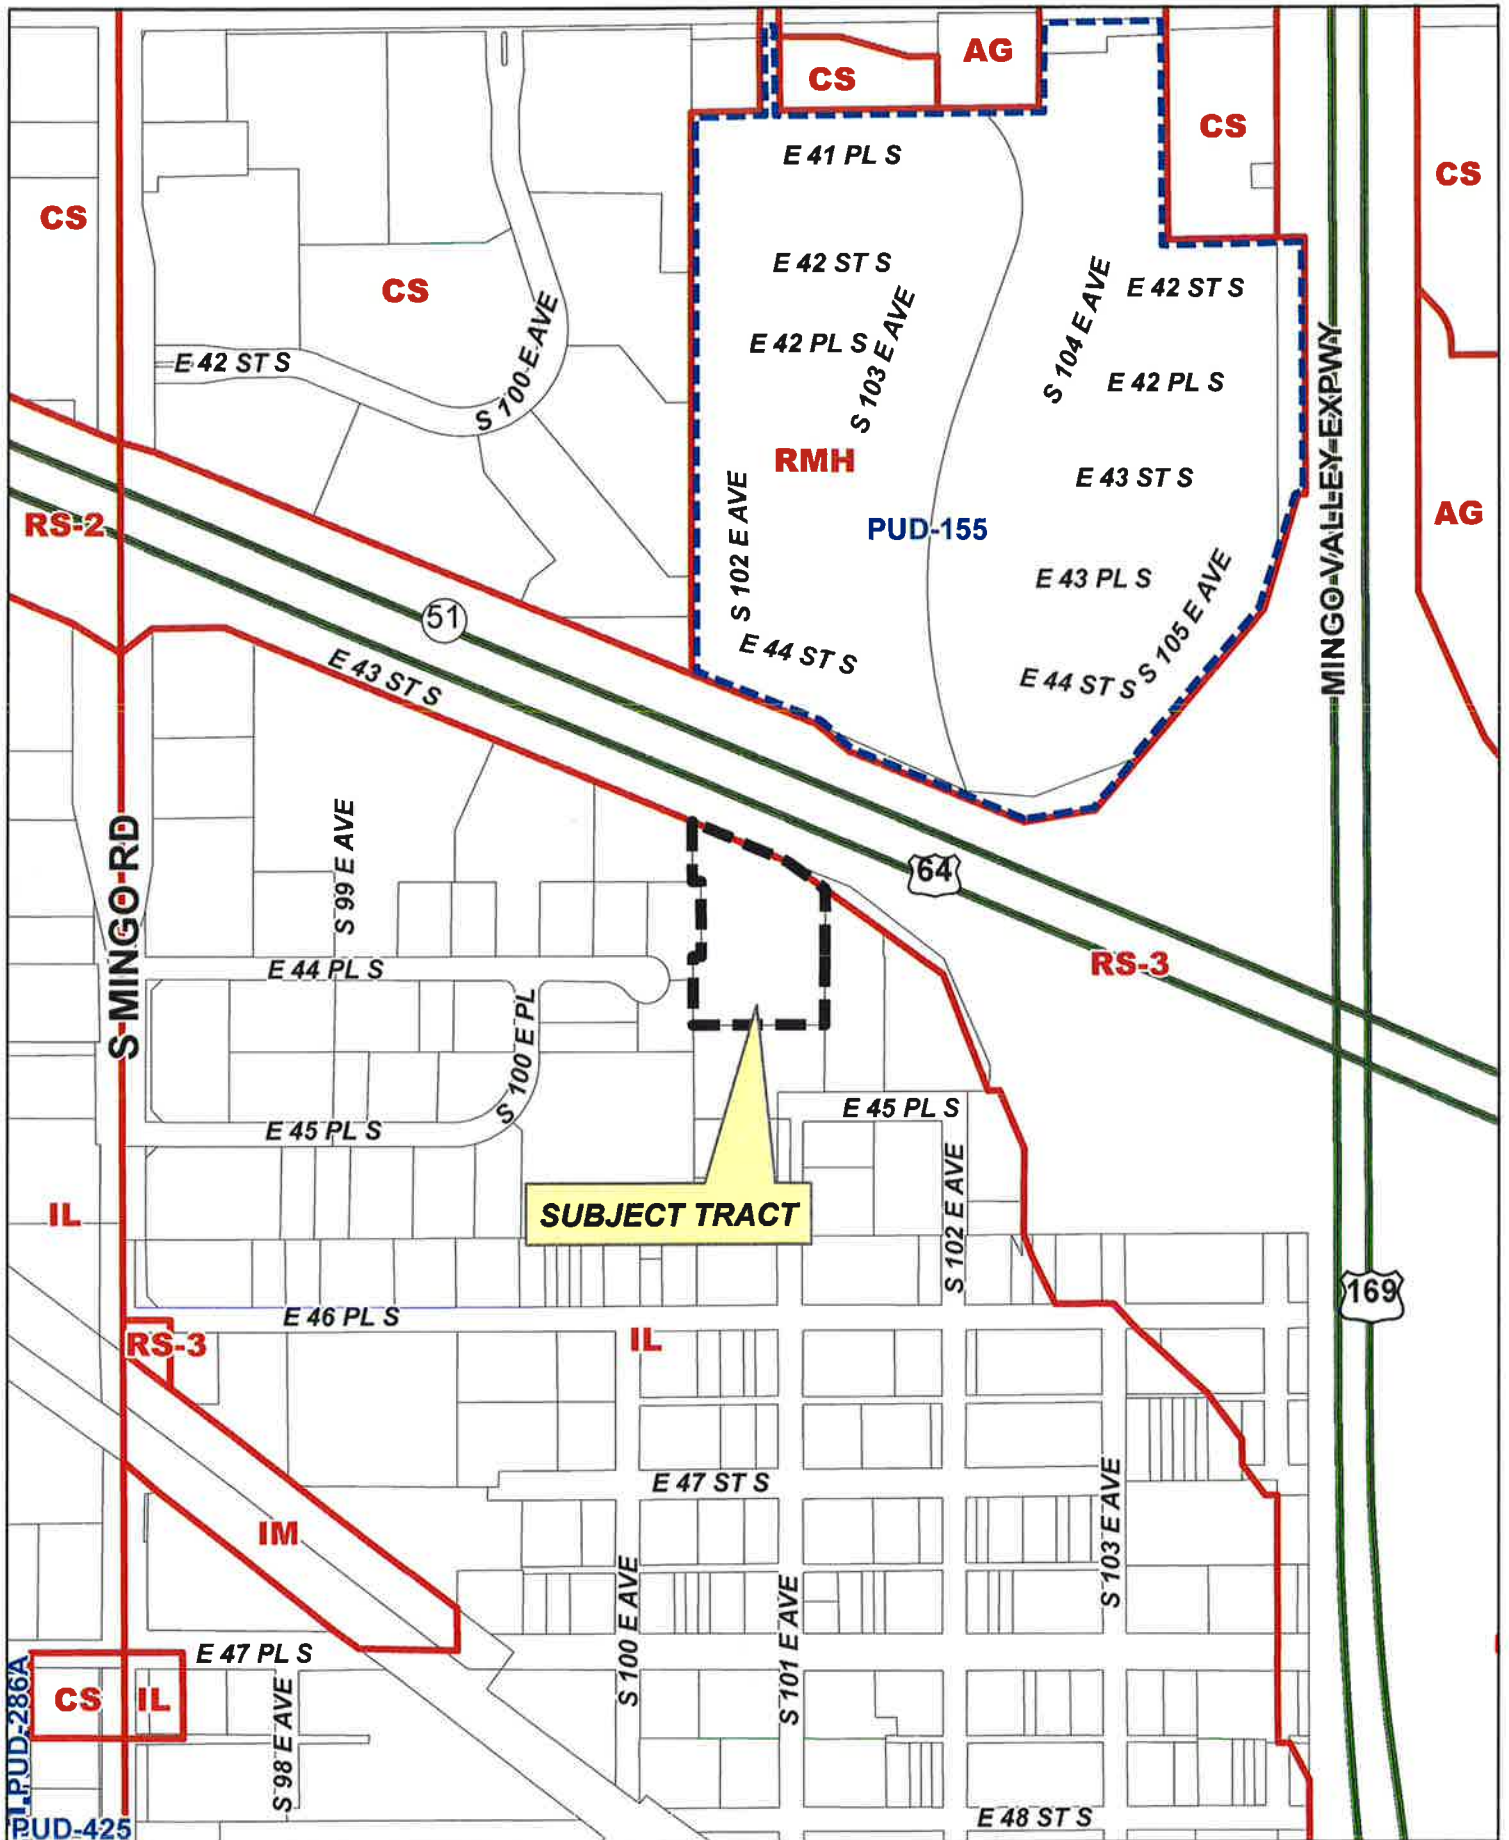 AG
CS
CS
E 41 PL S
CS
CS
E 42 ST S
CS
E 42 ST S
S 103 E AVE
S 104 E AVE
S 100 E AVE
E 42 PL S
E 42 ST S
E 42 PL S
MINGO VALLEY EXPWY
RMH
E 43 ST S
S 102 E AVE
RS-2
PUD-155
AG
E 43 PL S
S 105 E AVE
51
E 44 ST S
E 43 ST S
E 44 ST S
S MINGO RD
S 99 E AVE
64
RS-3
E 44 PL S
S 100 E PL
E 45 PL S
E 45 PL S
S 102 E AVE
IL
SUBJECT TRACT
169
E 46 PL S
RS-3
IL
E 47 ST S
IM
S 103 E AVE
S 100 E AVE
S 101 E AVE
E 47 PL S
PUD-286A
CS
IL
S 98 E AVE
E 48 ST S
PUD-425